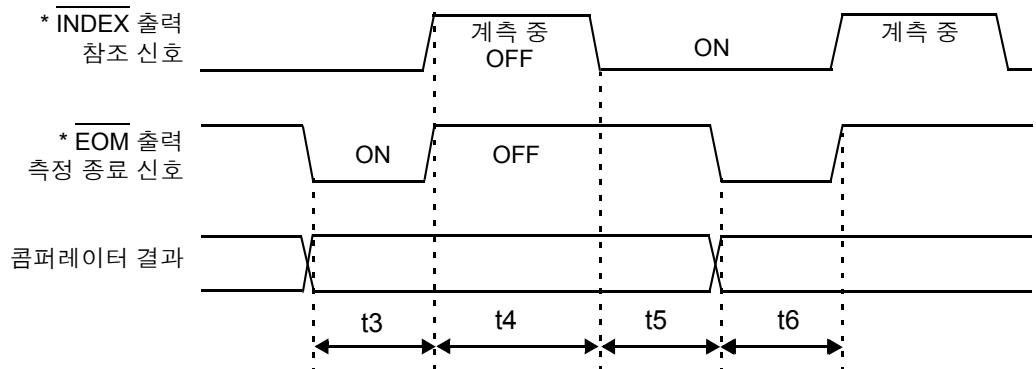 * INDEX 출력
참조 신호
계측 중
OFF
ON
계측 중
* EOM 출력
측정 종료 신호
ON
OFF
콤퍼레이터 결과
t3
t4
t5
t6